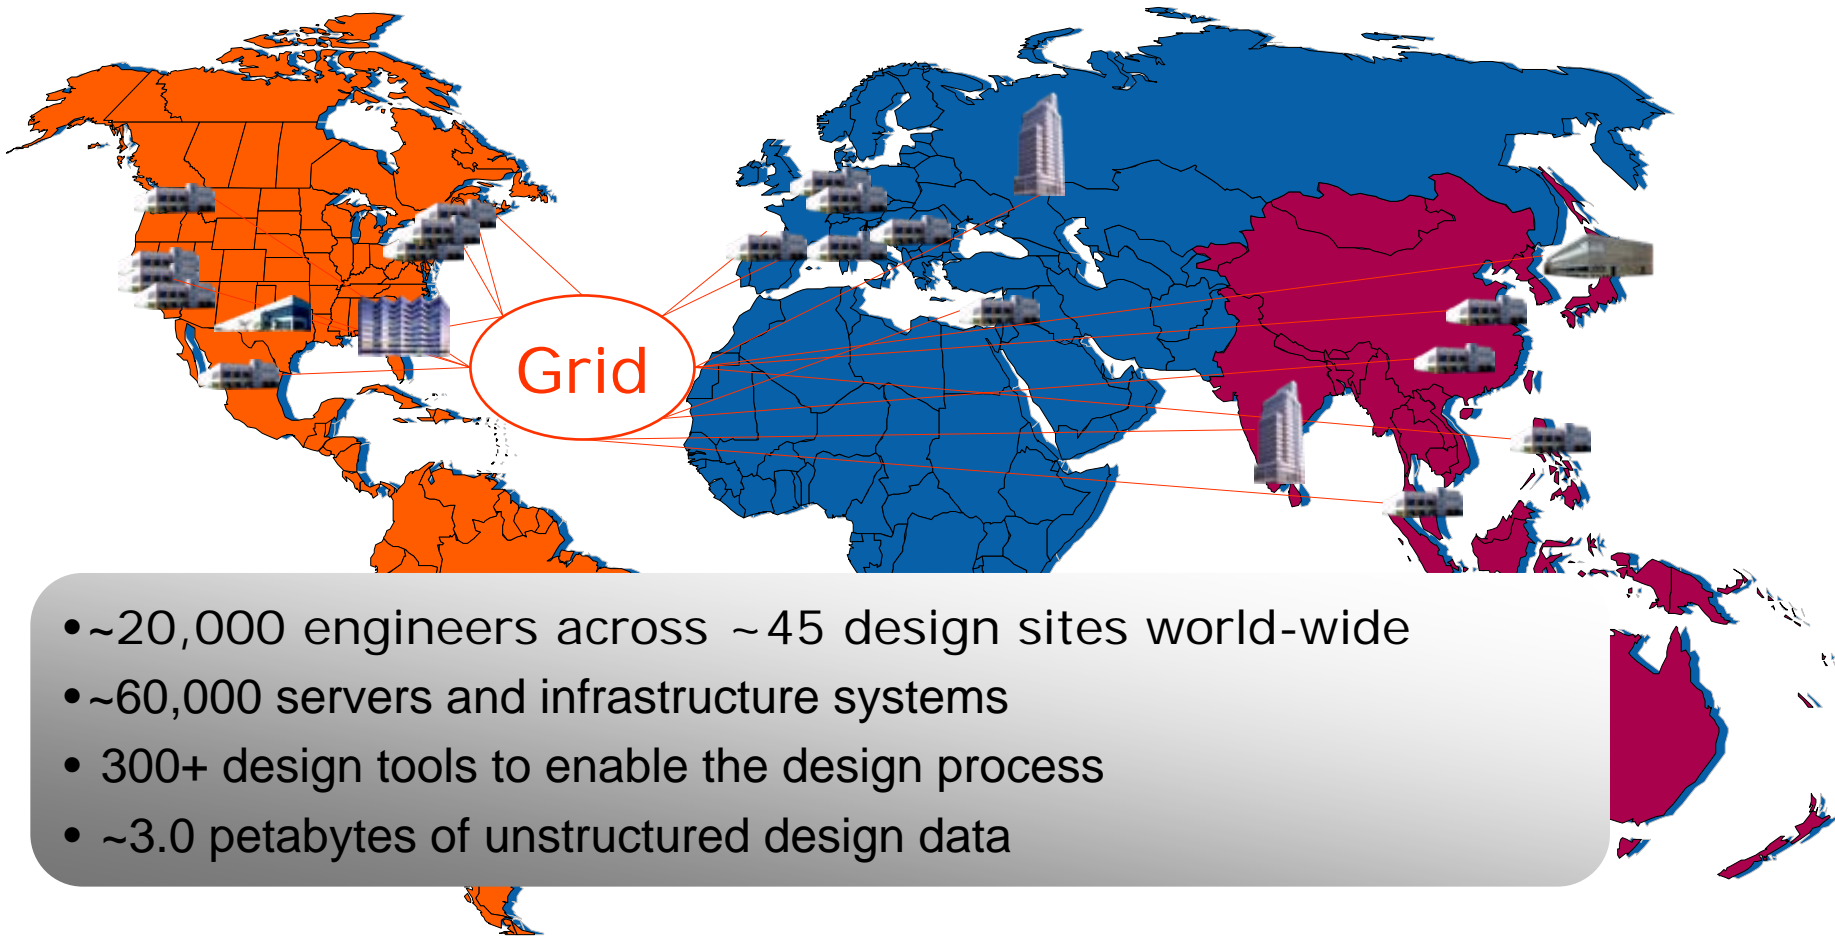 Grid
•~20,000 engineers across ~45 design sites world-wide
•~60,000 servers and infrastructure systems
• 300+ design tools to enable the design process
• ~3.0 petabytes of unstructured design data